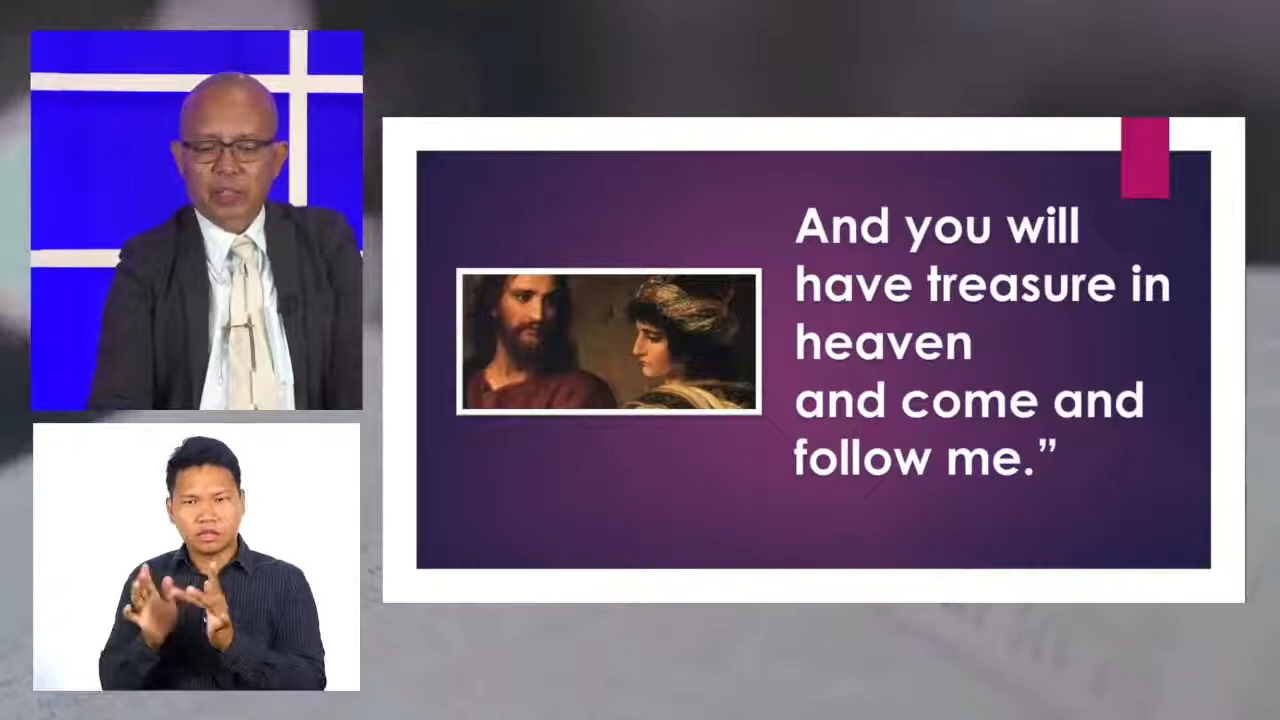 And you will
have treasure in
heaven
and come and
follow me.”